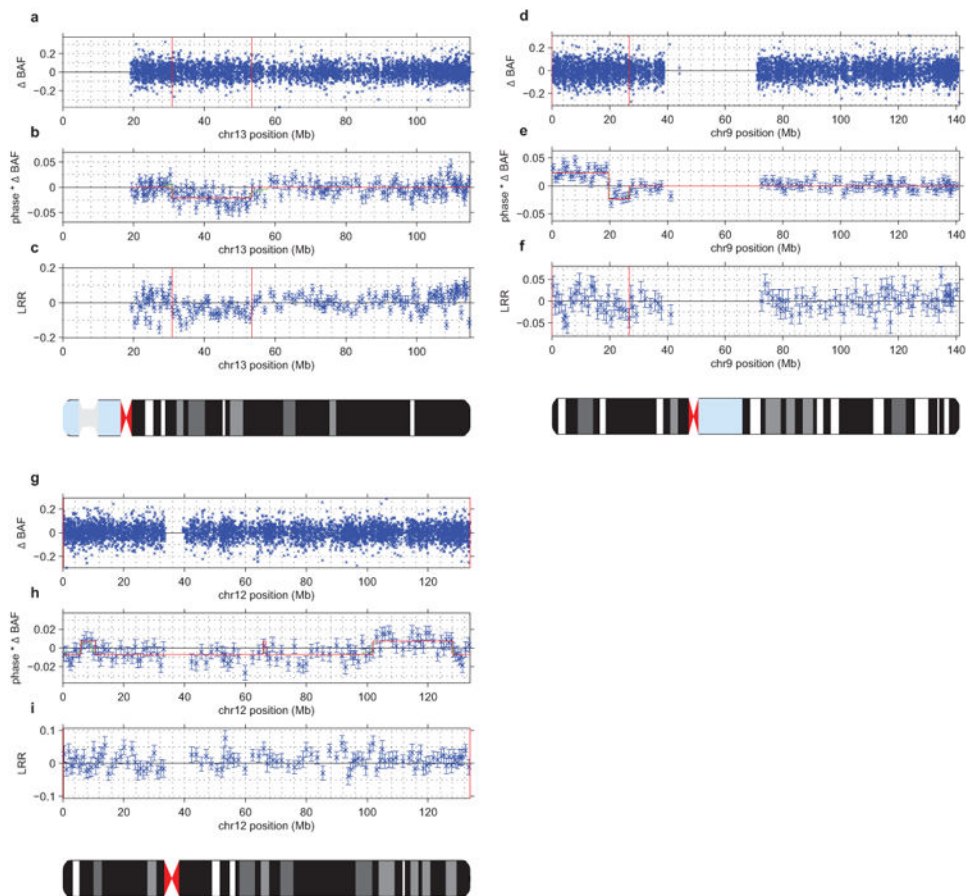 a
Δ BAF
0.2
0
−0.2
0 20 40 60 80 100
chr13 position (Mb)
b
phase * Δ BAF
0.05
0
−0.05
0 20 40 60 80 100
chr13 position (Mb)
c
LRR
0.2
0
−0.2
0 20 40 60 80 100
chr13 position (Mb)
d
Δ BAF
0.2
0
−0.2
0 20 40 60 80 100 120 140
chr9 position (Mb)
e
phase * Δ BAF
0.05
0
−0.05
0 20 40 60 80 100 120 140
chr9 position (Mb)
f
LRR
0.05
0
−0.05
0 20 40 60 80 100 120 140
chr9 position (Mb)
g
Δ BAF
0.2
0
−0.2
0 20 40 60 80 100 120
chr12 position (Mb)
h
phase * Δ BAF
0.02
0
−0.02
0 20 40 60 80 100 120
chr12 position (Mb)
i
LRR
0.1
0
−0.1
0 20 40 60 80 100 120
chr12 position (Mb)